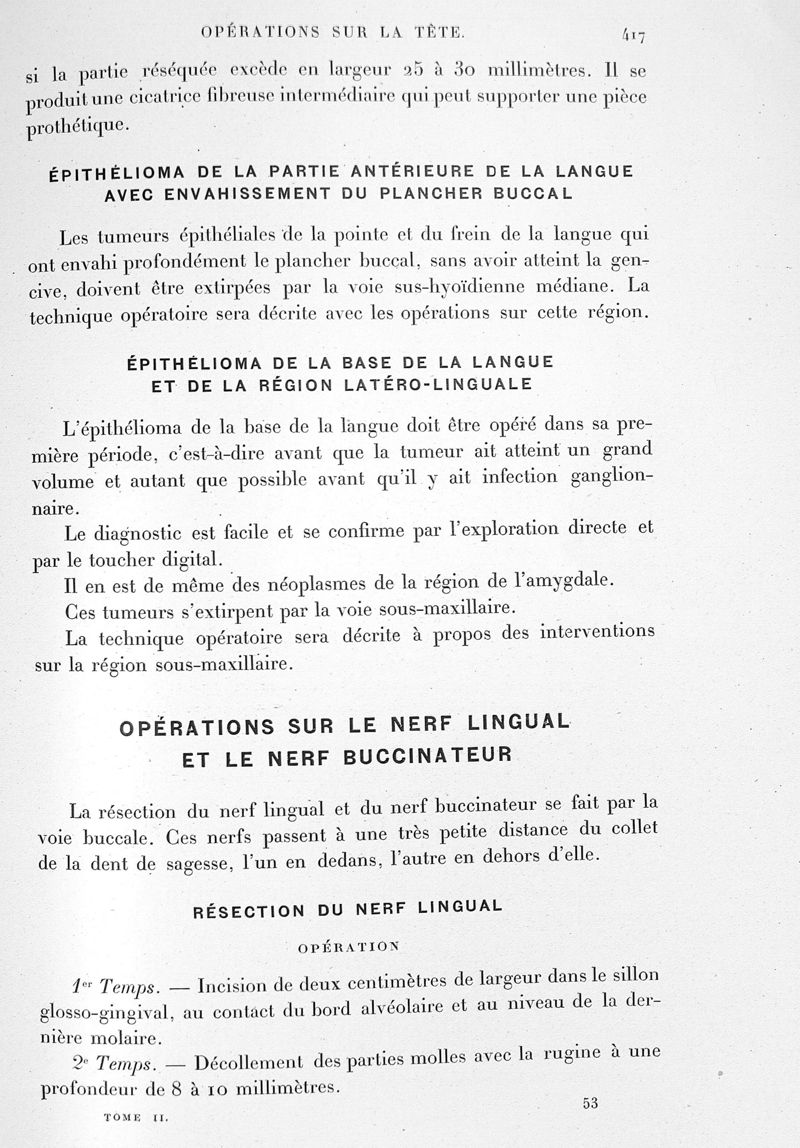 OPÉRATIONS SUR LA TÊTE. 417
si la partie réséquée excède en largeur 25 à 30 millimètres. Il se
produit une cicatrice fibreuse intermédiaire qui peut supporter une pièce
prothétique.
ÉPITHÉLIOMA DE LA PARTIE ANTÉRIEURE DE LA LANGUE
AVEC ENVAHISSEMENT DU PLANCHER BUCCAL
Les tumeurs épithéliales de la pointe et du frein de la langue qui
ont envahi profondément le plancher buccal, sans avoir atteint la gen-
cive, doivent être extirpées par la voie sus-hyoïdienne médiane. La
technique opératoire sera décrite avec les opérations sur cette région.
ÉPITHÉLIOMA DE LA BASE DE LA LANGUE
ET DE LA RÉGION LATÉRO-LINGUALE
L'épithélioma de la base de la langue doit être opéré dans sa pre-
mière période, c'est-à-dire avant que la tumeur ait atteint un grand
volume et autant que possible avant qu'il y ait infection ganglion-
naire.
Le diagnostic est facile et se confirme par l'exploration directe et
par le toucher digital.
Il en est de même des néoplasmes de la région de l'amygdale.
Ces tumeurs s'extirpent par la voie sous-maxillaire.
La technique opératoire sera décrite à propos des interventions
sur la région sous-maxillaire.
OPÉRATIONS SUR LE NERF LINGUAL
ET LE NERF BUCCINATEUR
La résection du nerf lingual et du nerf buccinateur se fait par la
voie buccale. Ces nerfs passent à une très petite distance du collet
de la dent de sagesse, l'un en dedans, l'autre en dehors d'elle.
RÉSECTION DU NERF LINGUAL
OPÉRATION
1er Temps. — Incision de deux centimètres de largeur dans le sillon
glosso-gingival, au contact du bord alvéolaire et au niveau de la der-
nière molaire.
2e Temps. — Décollement des parties molles avec la rugine à une
profondeur de 8 à 10 millimètres.
TOME II. 53